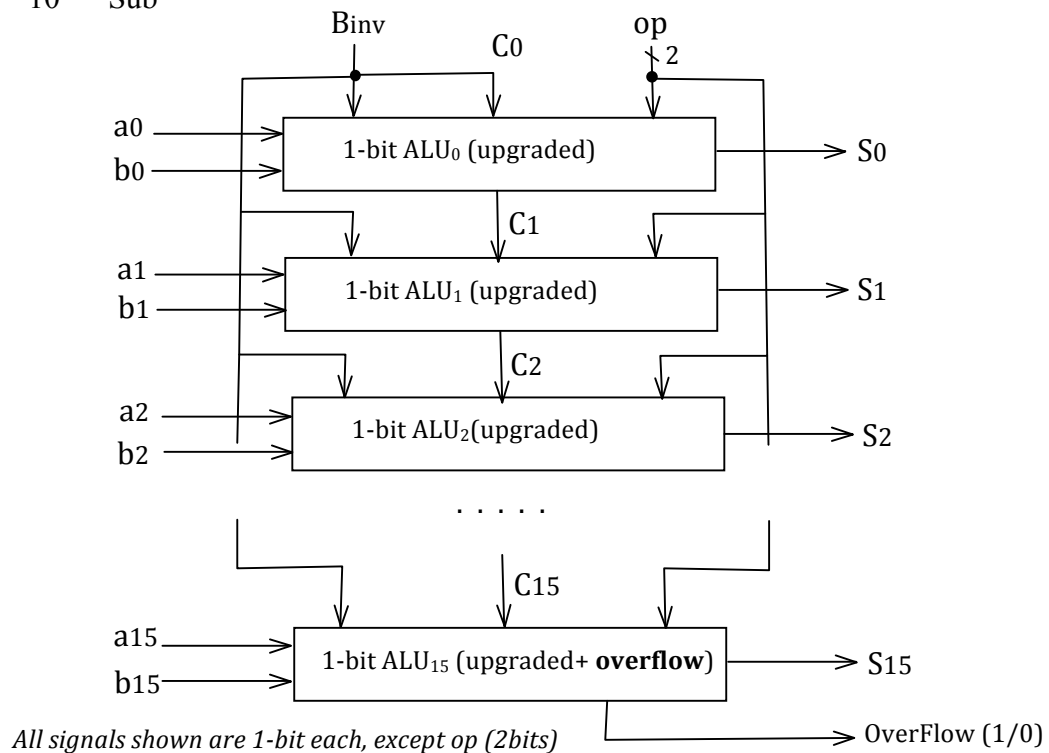 10 Sub
Binv C0 op
2
a0
b0
1-bit ALU0 (upgraded)
S0
C1
a1
b1
1-bit ALU1 (upgraded)
S1
C2
a2
b2
1-bit ALU2(upgraded)
S2
. . . . .
C15
a15
b15
1-bit ALU15 (upgraded+ overflow)
S15
All signals shown are 1-bit each, except op (2bits)
OverFlow (1/0)